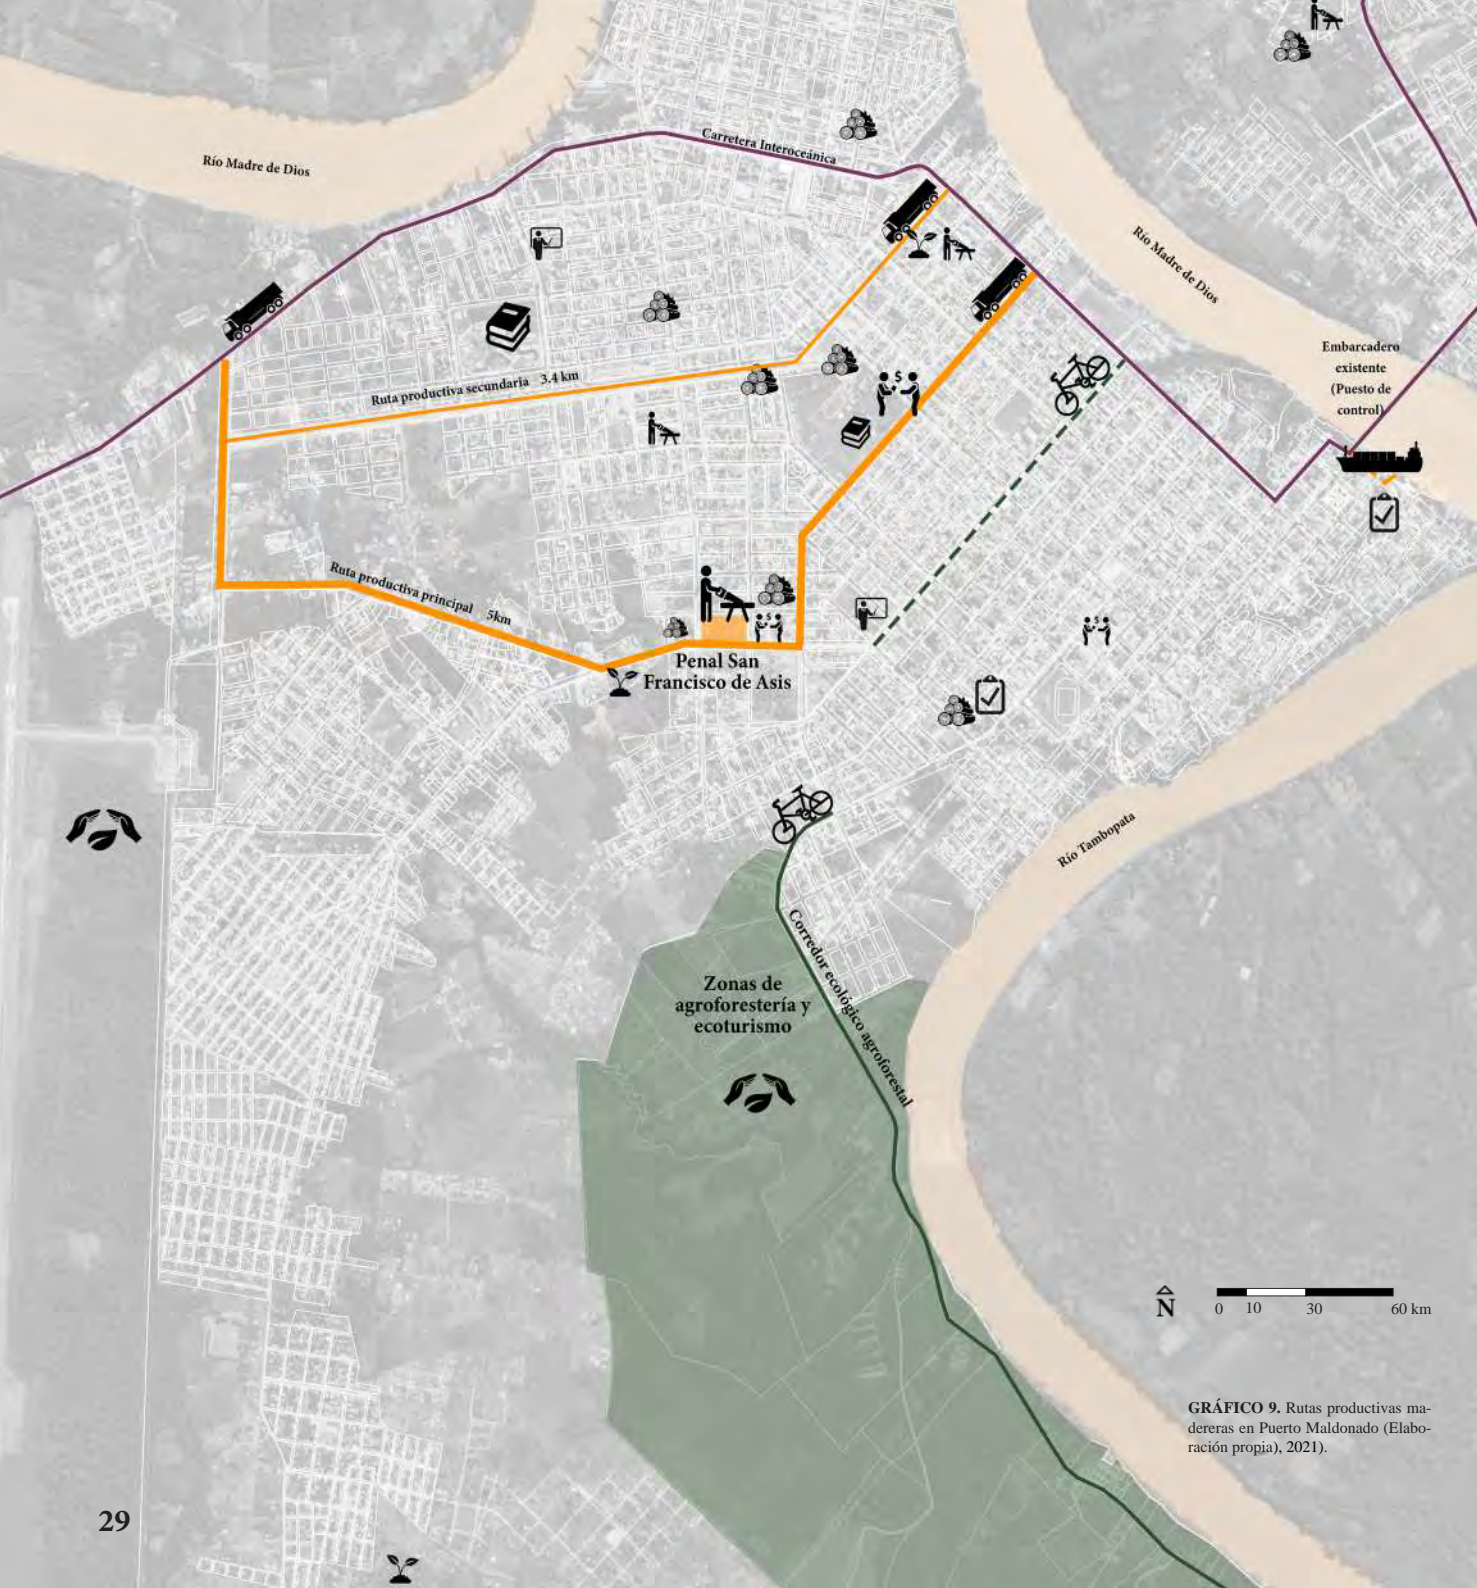 Carretera Interoceánica
Río Madre de Dios
Río Madre de Dios
Embarcadero
existente
(Puesto de
control)
Ruta productiva secundaria 3.4 km
Ruta productiva principal 5km
Penal San
Francisco de Asis
Río Tambopata
Corredor ecológico agroforestal
Zonas de
agroforestería y
ecoturismo
N
0 10 30 60 km
GRÁFICO 9. Rutas productivas ma-
dereras en Puerto Maldonado (Elabo-
ración propia), 2021).
29